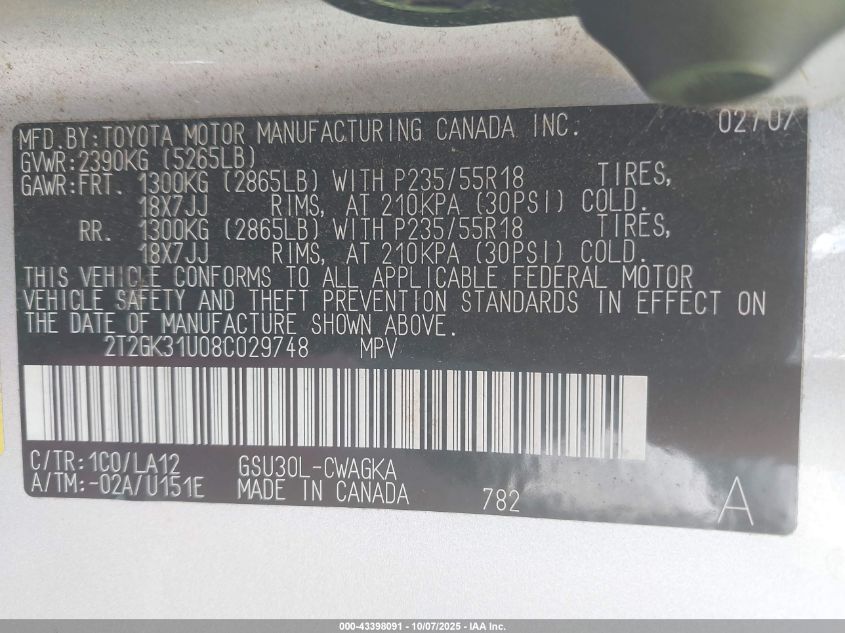 MFD.BY:TOYOTA MOTOR MANUFACTURING CANADA INC. 02/07
GVWR:2390KG (5265LB)
GAWR:FRT. 1300KG (2865LB) WITH P235/55R18 TIRES,
18X7JJ RIMS, AT 210KPA (30PSI) COLD.
RR. 1300KG (2865LB) WITH P235/55R18 TIRES,
18X7JJ RIMS, AT 210KPA (30PSI) COLD.
THIS VEHICLE CONFORMS TO ALL APPLICABLE FEDERAL MOTOR
VEHICLE SAFETY AND THEFT PREVENTION STANDARDS IN EFFECT ON
THE DATE OF MANUFACTURE SHOWN ABOVE.
2T2GK31U08C029748 MPV
C/TR:1C0/LA12 GSU30L-CWAGKA
A/TM:-02A/U151E MADE IN CANADA 782 A
000-43398091 - 10/07/2025 - IAA Inc.